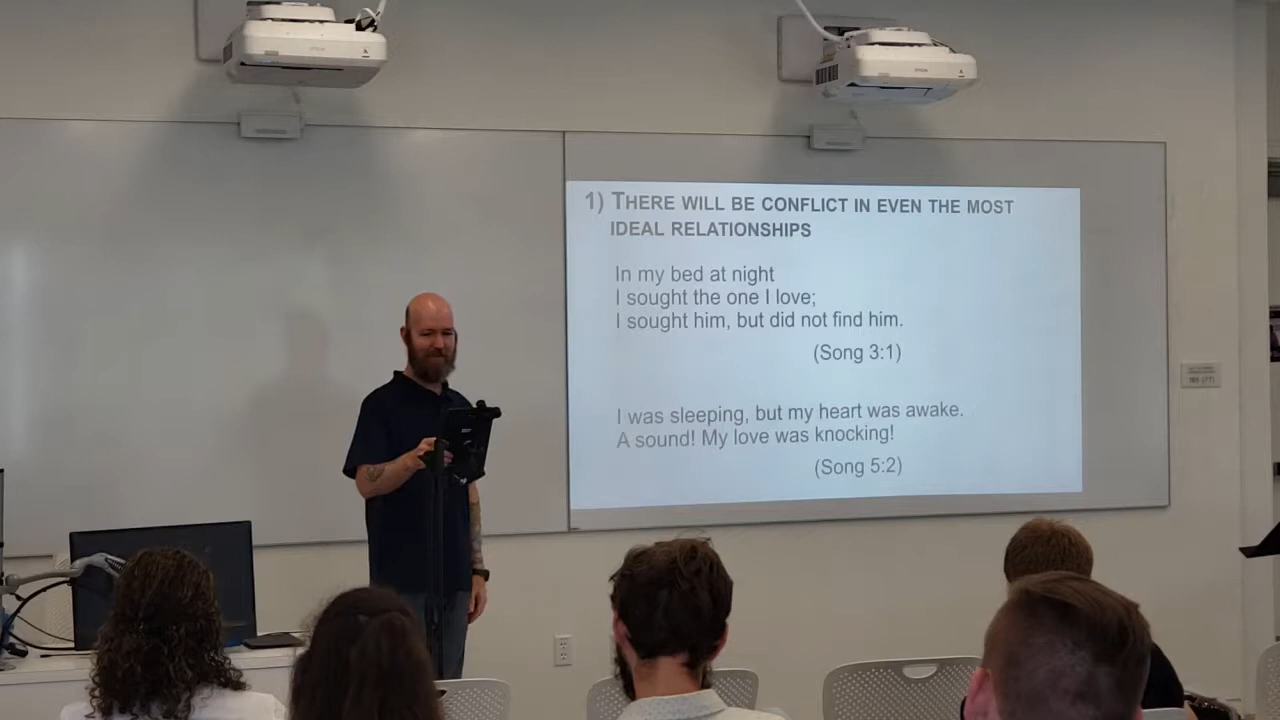 EPSON
EPSON
1) THERE WILL BE CONFLICT IN EVEN THE MOST
IDEAL RELATIONSHIPS
In my bed at night
I sought the one I love;
I sought him, but did not find him.
(Song 3:1)
I was sleeping, but my heart was awake.
A sound! My love was knocking!
(Song 5:2)